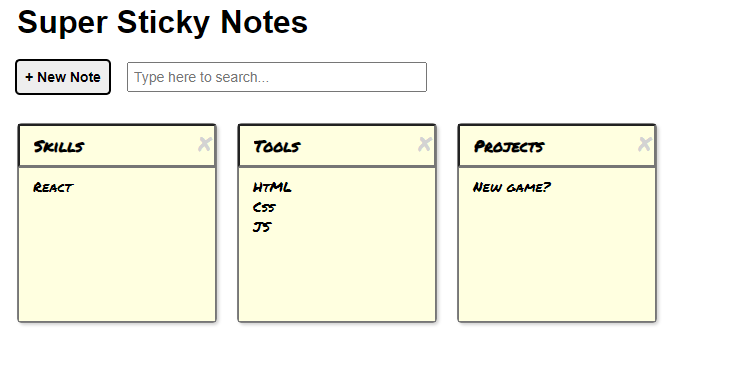 Super Sticky Notes
+ New Note
Type here to search...
Skills
React
Tools
HTML
Css
JS
Projects
New game?